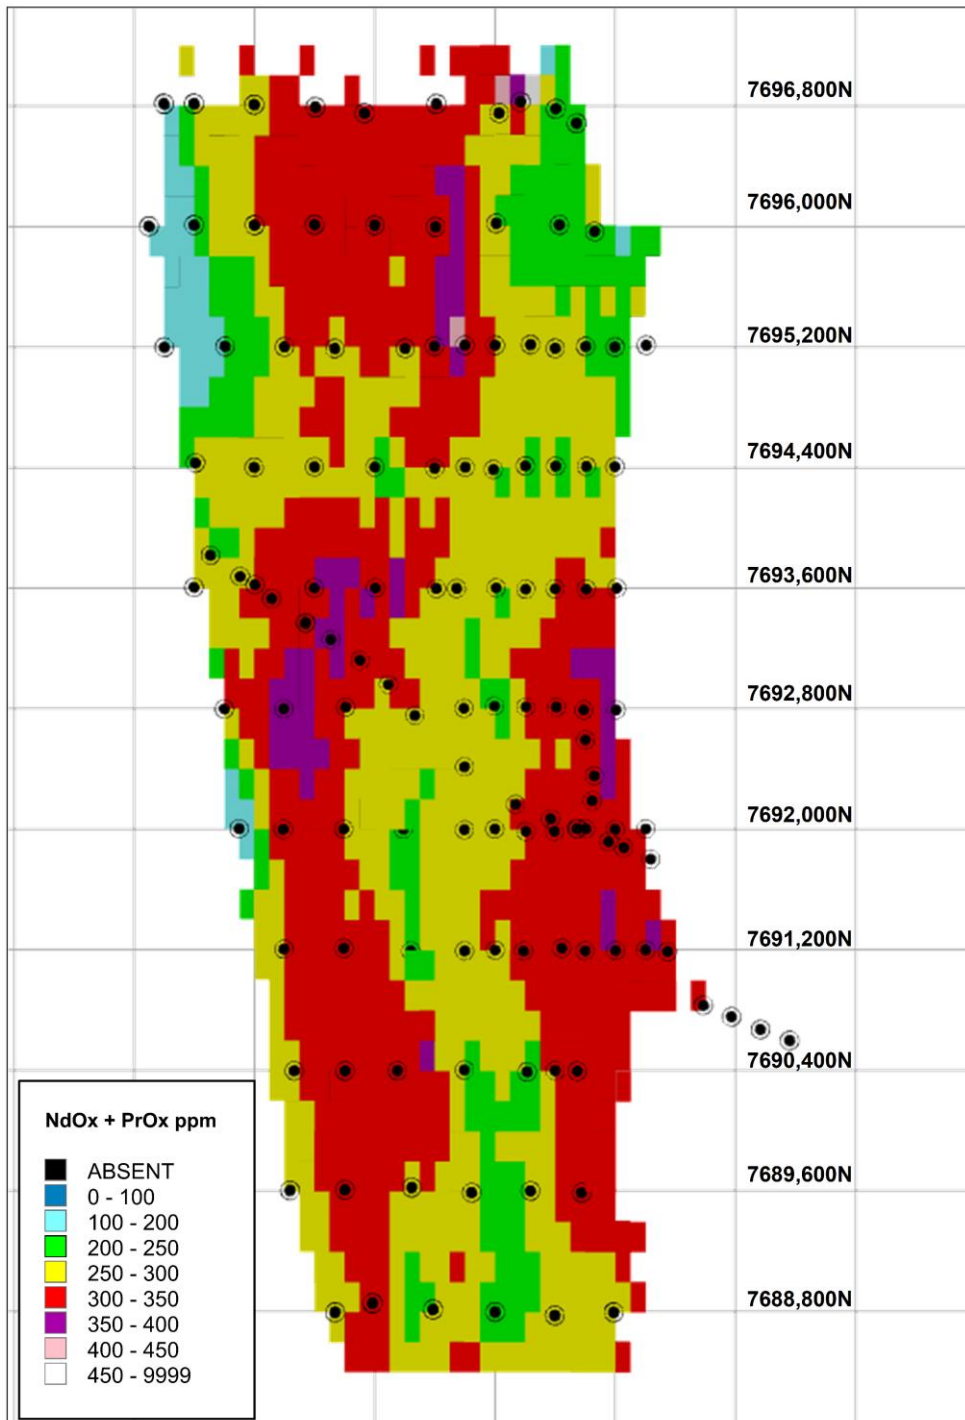 7696,800N
7696,000N
7695,200N
7694,400N
7693,600N
7692,800N
7692,000N
7691,200N
7690,400N
7689,600N
7688,800N
NdOx + PrOx ppm
ABSENT
0 - 100
100 - 200
200 - 250
250 - 300
300 - 350
350 - 400
400 - 450
450 - 9999